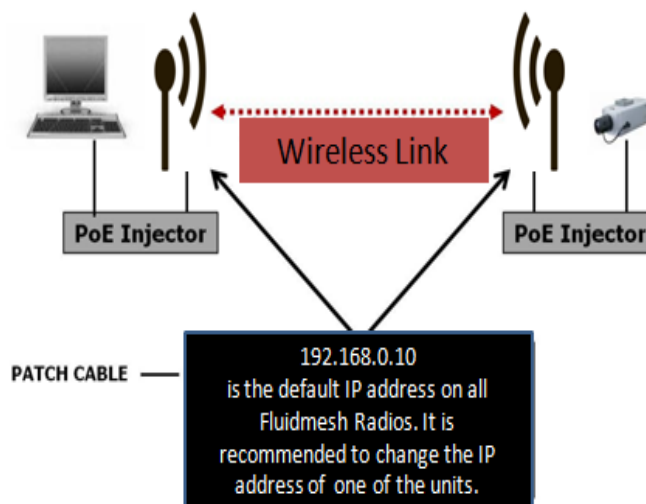 Wireless Link
PoE Injector
PoE Injector
PATCH CABLE
192.168.0.10
is the default IP address on all
Fluidmesh Radios. It is
recommended to change the IP
address of one of the units.